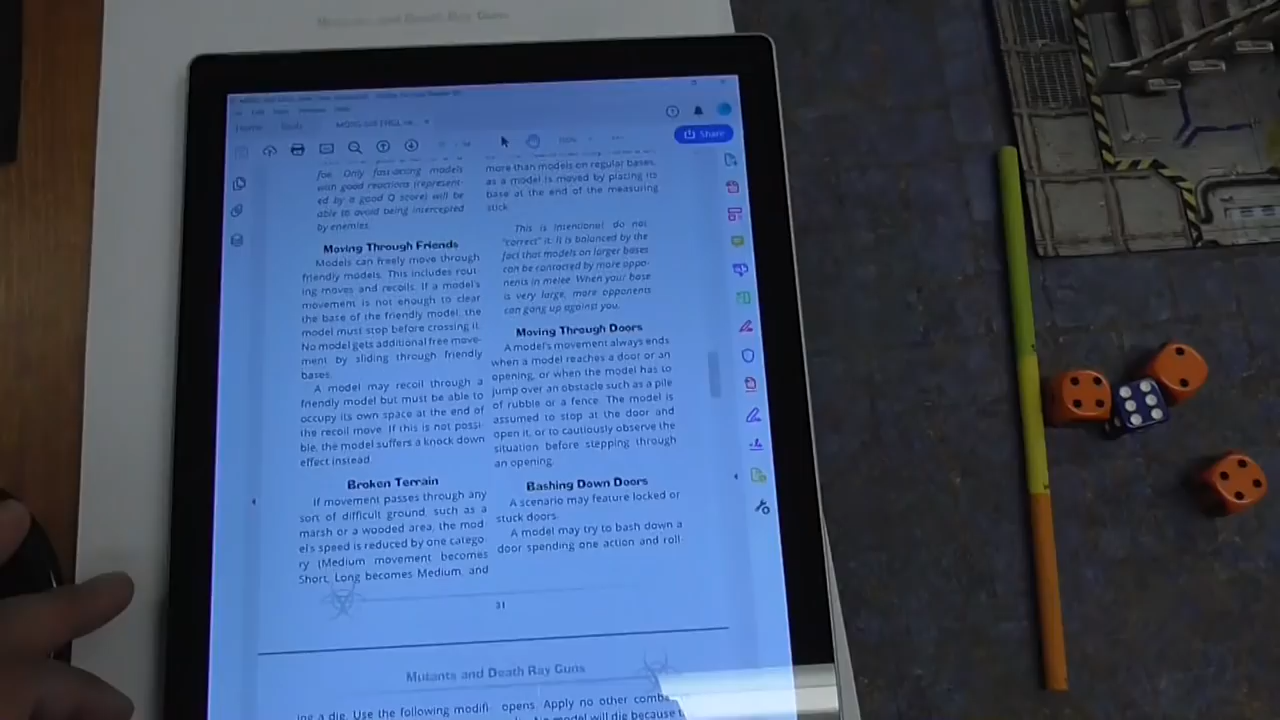 Mutants and Death Ray Guns
Share
foe. Only fast-acting models
with good reactions (represent-
ed by a good Q score) will be
able to avoid being intercepted
by enemies.
Moving Through Friends
Models can freely move through
friendly models. This includes rout
ing moves and recoils. If a model's
movement is not enough to clear
the base of the friendly model, the
model must stop before crossing it.
No model gets additional free move-
ment by sliding through friendly
bases.
A model may recoil through a
friendly model but must be able to
occupy its own space at the end of
the recoil move. If this is not possi-
ble, the model suffers a knock down
effect instead.
Broken Terrain
If movement passes through any
sort of difficult ground, such as a
marsh or a wooded area, the mod
el's speed is reduced by one catego-
ry (Medium movement becomes
Short, Long becomes Medium, and
more than models on regular bases,
as a model is moved by placing its
base at the end of the measuring
stick.
This is intentional do not
"correct" it. It is balanced by the
fact that models on larger bases
can be contacted by more oppo-
nents in melee. When your base
is very large, more opponents
can gang up against you.
Moving Through Doors
A model's movement always ends
when a model reaches a door or an
opening, or when the model has to
jump over an obstacle such as a pile
of rubble or a fence. The model is
assumed to stop at the door and
open it, or to cautiously observe the
situation before stepping through
an opening.
Bashing Down Doors
A scenario may feature locked or
stuck doors.
A model may try to bash down a
door spending one action and roll-
31
Mutants and Death Ray Guns
ing a die. Use the following modifi-
opens. Apply no other